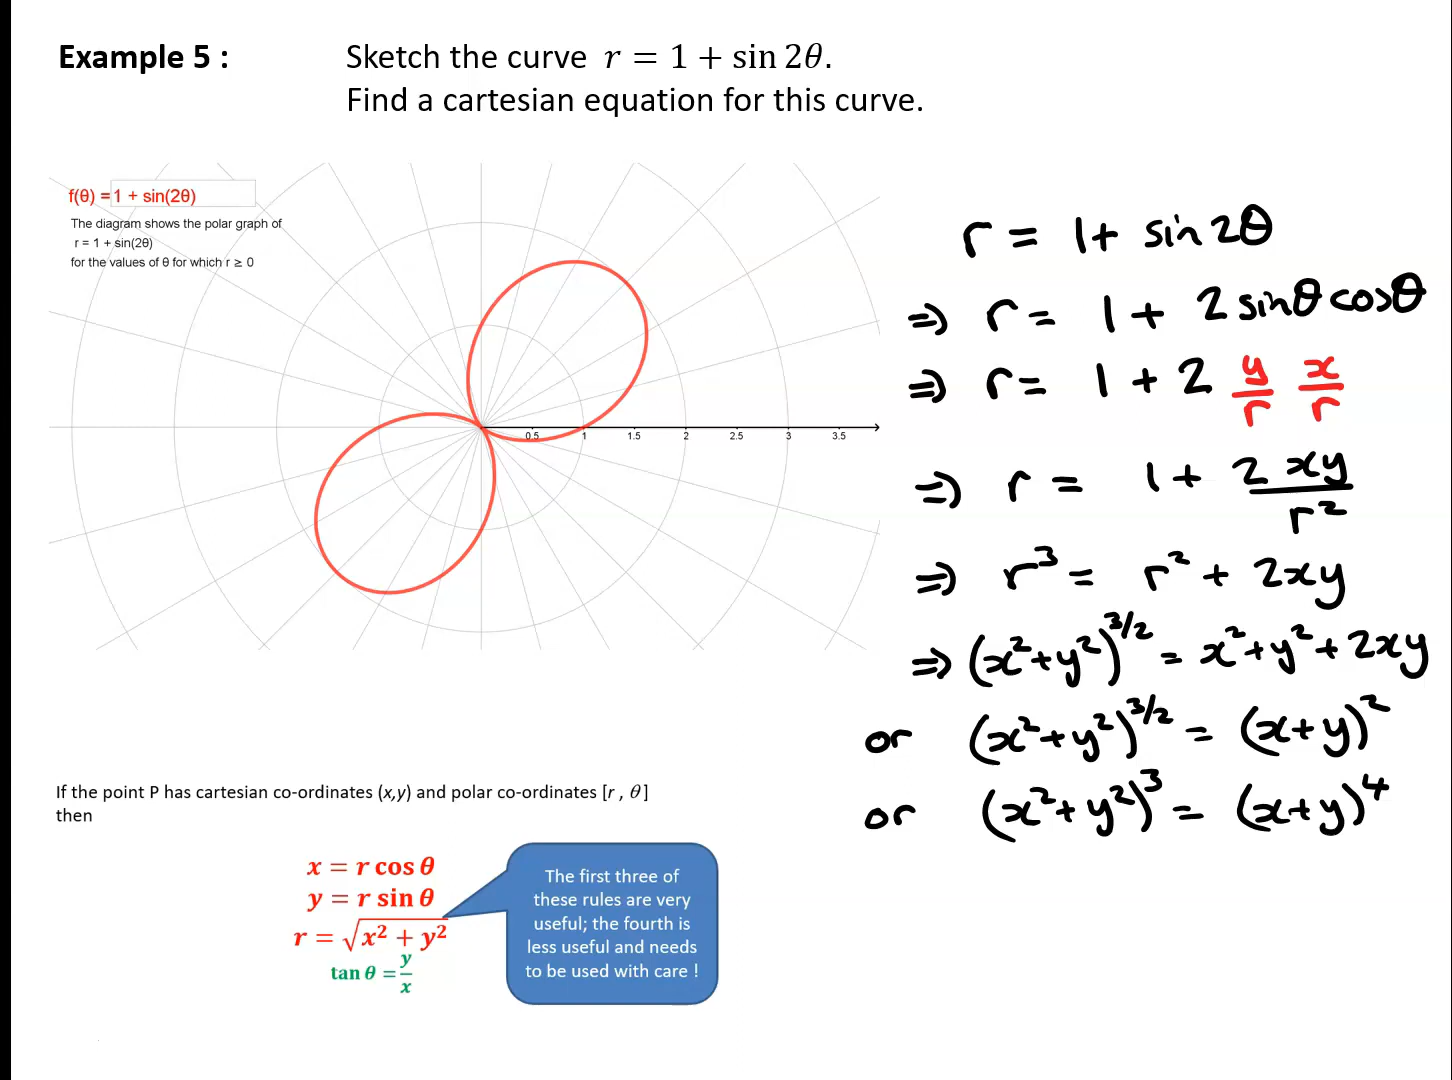 Example 5 : Sketch the curve r = 1 + sin 2θ.
Find a cartesian equation for this curve.
f(θ) = 1 + sin(2θ)
The diagram shows the polar graph of
r = 1 + sin(2θ)
for the values of θ for which r ≥ 0
0.5 1 1.5 2 2.5 3 3.5
r = 1 + sin 2θ
⇒ r = 1 + 2 sinθ cosθ
⇒ r = 1 + 2 y/r x/r
⇒ r = 1 + 2xy/r²
⇒ r³ = r² + 2xy
⇒ (x²+y²)^3/2 = x²+y²+2xy
or (x²+y²)^3/2 = (x+y)²
or (x²+y²)³ = (x+y)⁴
If the point P has cartesian co-ordinates (x,y) and polar co-ordinates [r , θ]
then
x = r cos θ
y = r sin θ
r = √(x² + y²)
tan θ = y/x
The first three of
these rules are very
useful; the fourth is
less useful and needs
to be used with care !